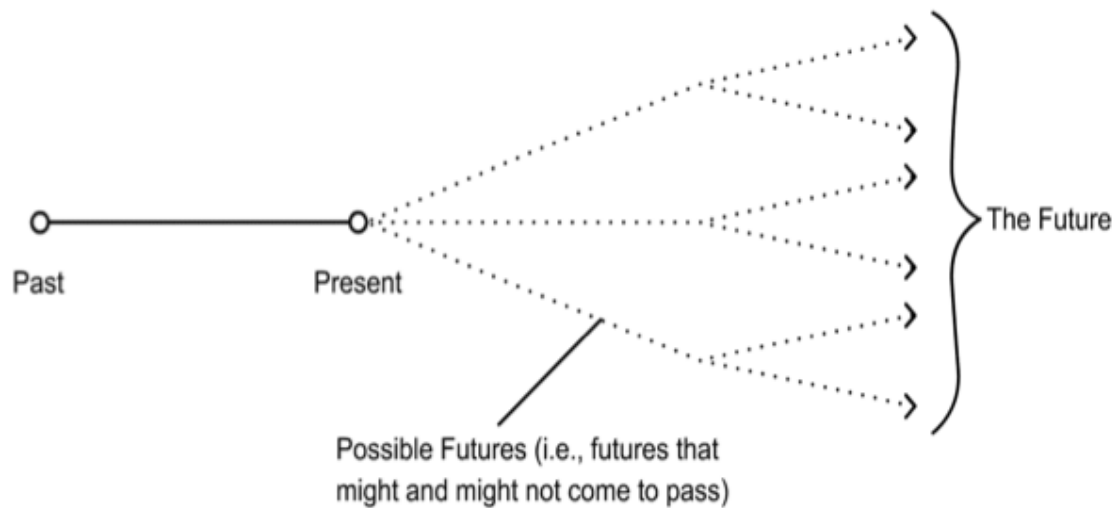 The Future
Past
Present
Possible Futures (i.e., futures that
might and might not come to pass)